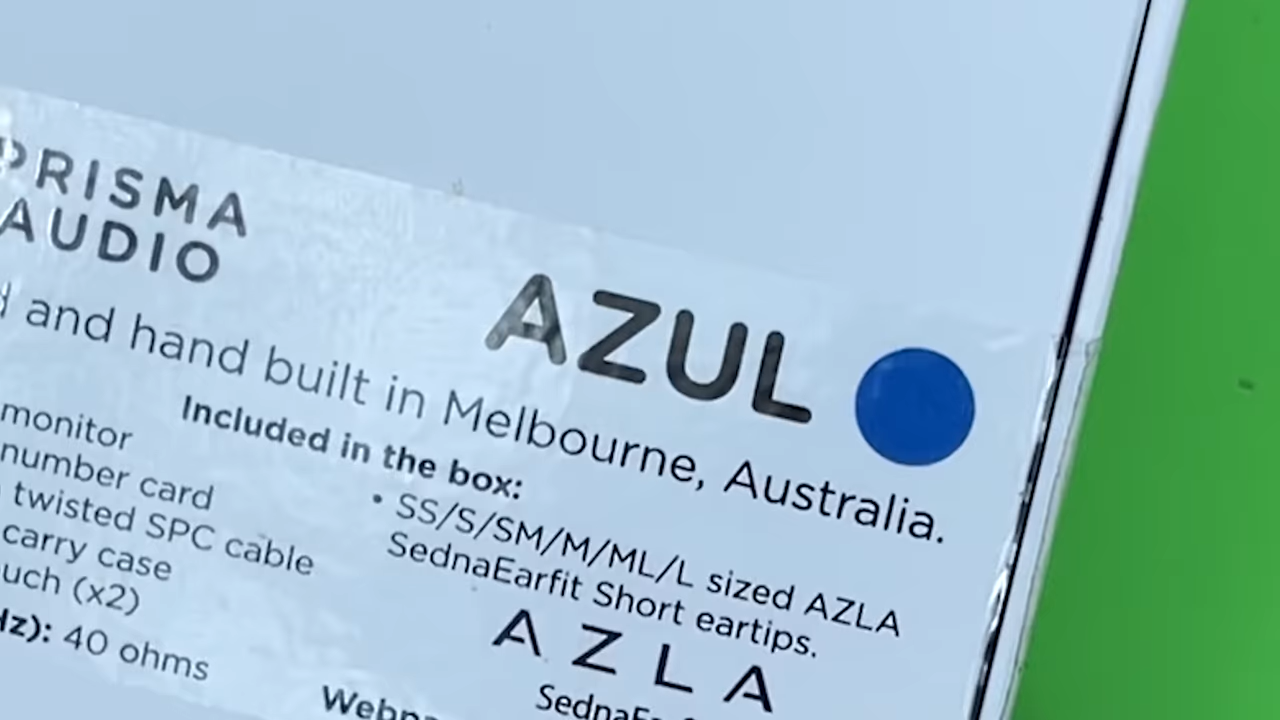 PRISMA
AUDIO
AZUL
and hand built in Melbourne, Australia.
Included in the box:
monitor
number card
twisted SPC cable
carry case
(x2)
40 ohms
• SS/S/SM/M/ML/L sized AZLA
SednaEarfit Short eartips.
AZLA